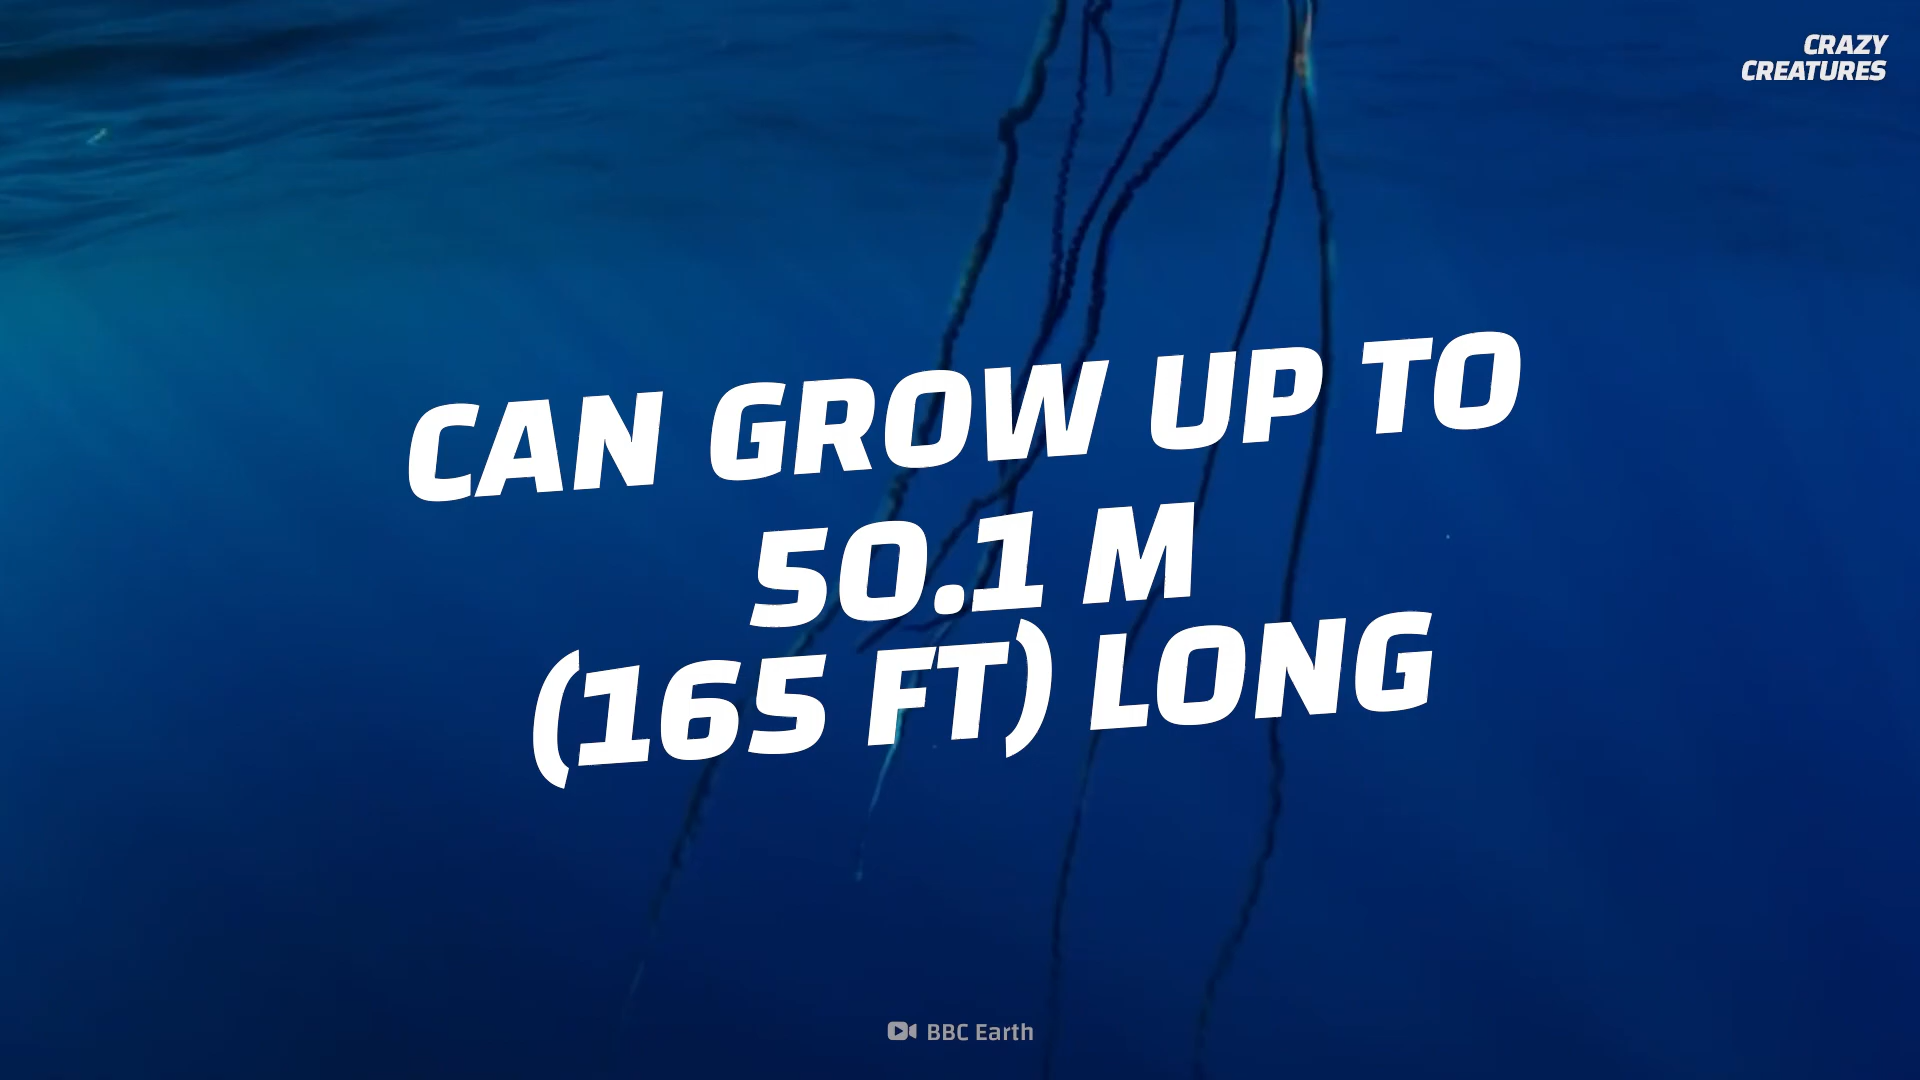 CRAZY
CREATURES
CAN GROW UP TO
50.1 M
(165 FT) LONG
BBC Earth